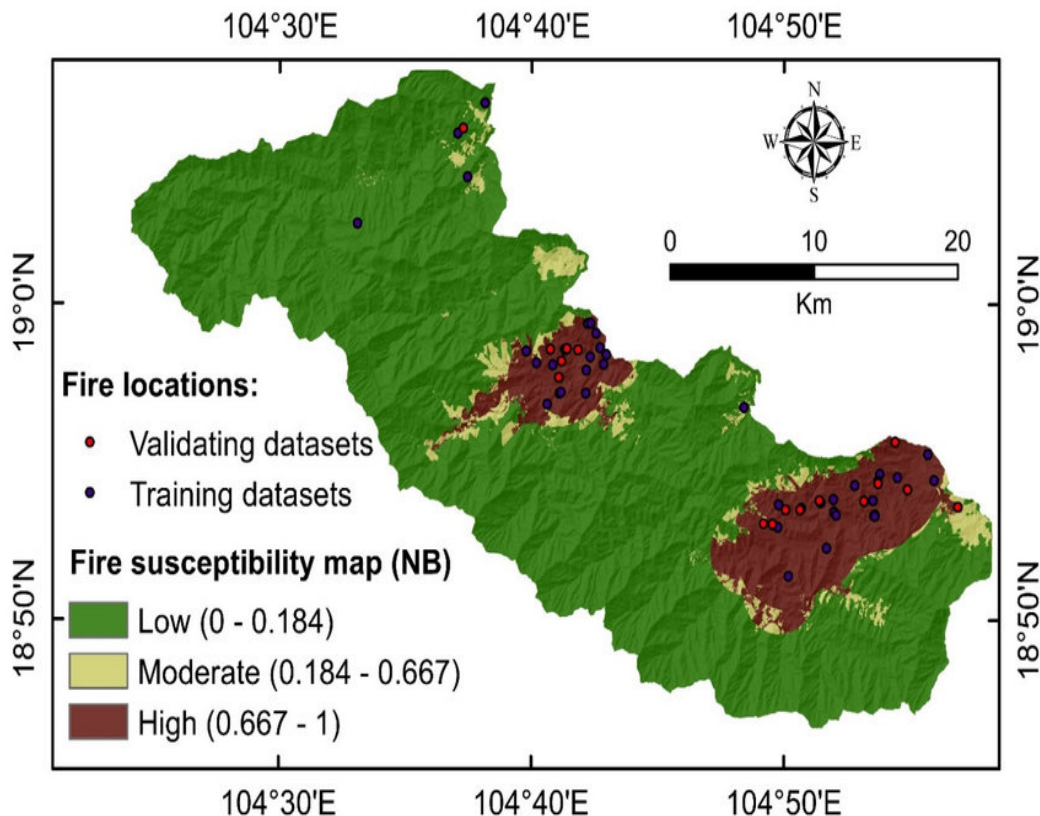 104°30'E 104°40'E 104°50'E
N
W E
S
0 10 20
Km
19°0'N
19°0'N
Fire locations:
Validating datasets
Training datasets
Fire susceptibility map (NB)
Low (0 - 0.184)
Moderate (0.184 - 0.667)
High (0.667 - 1)
18°50'N
18°50'N
104°30'E 104°40'E 104°50'E